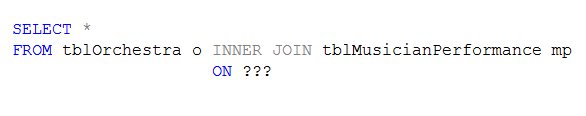 SELECT *
FROM tblOrchestra o INNER JOIN tblMusicianPerformance mp
ON ???